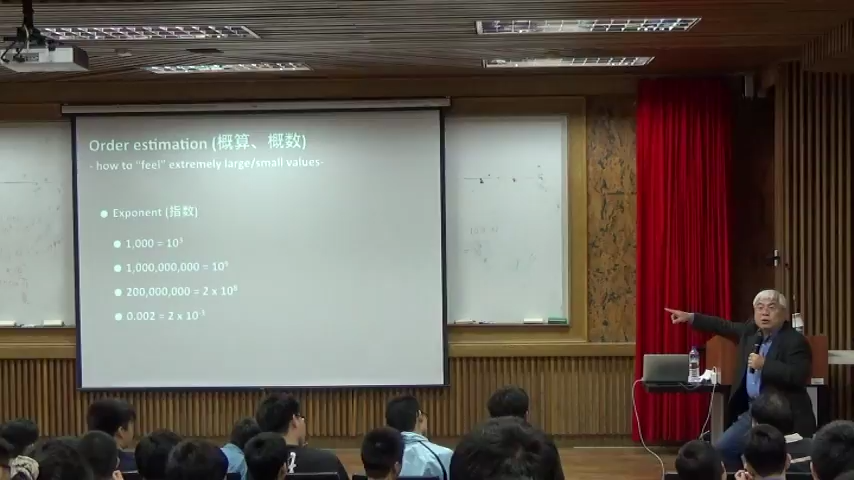 Order estimation (概算、概数)
- how to "feel" extremely large/small values-
● Exponent (指数)
● 1,000 = 10³
● 1,000,000,000 = 10⁹
● 200,000,000 = 2 x 10⁸
● 0.002 = 2 x 10⁻³